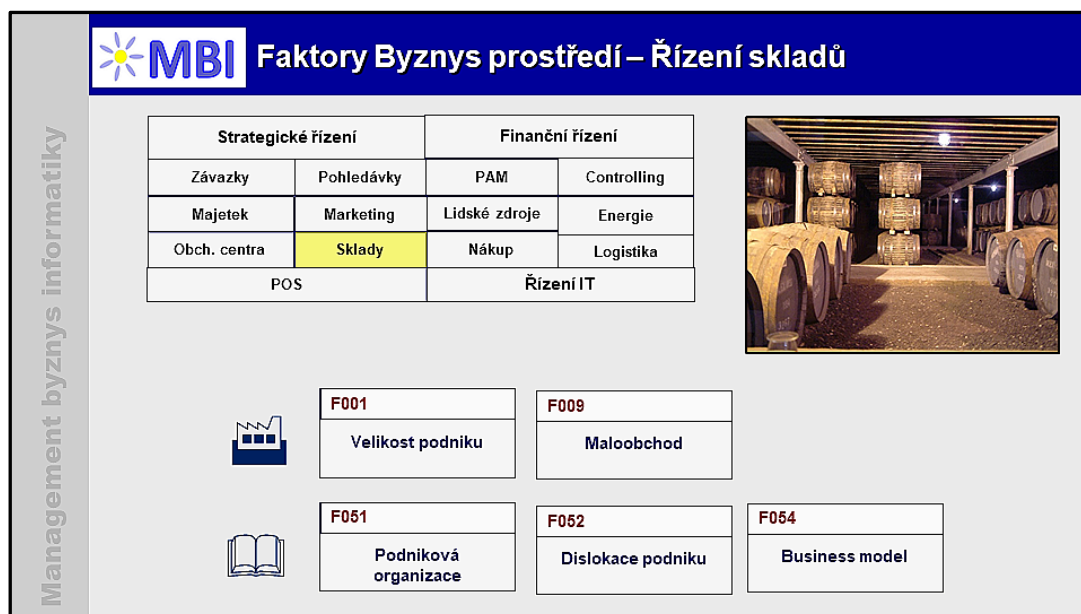 MBI
Faktory Byznys prostředí – Řízení skladů
Management byznys informatiky
Strategické řízení
Finanční řízení
Závazky
Pohledávky
PAM
Controlling
Majetek
Marketing
Lidské zdroje
Energie
Obch. centra
Sklady
Nákup
Logistika
POS
Řízení IT
F001
Velikost podniku
F009
Maloobchod
F051
Podniková
organizace
F052
Dislokace podniku
F054
Business model